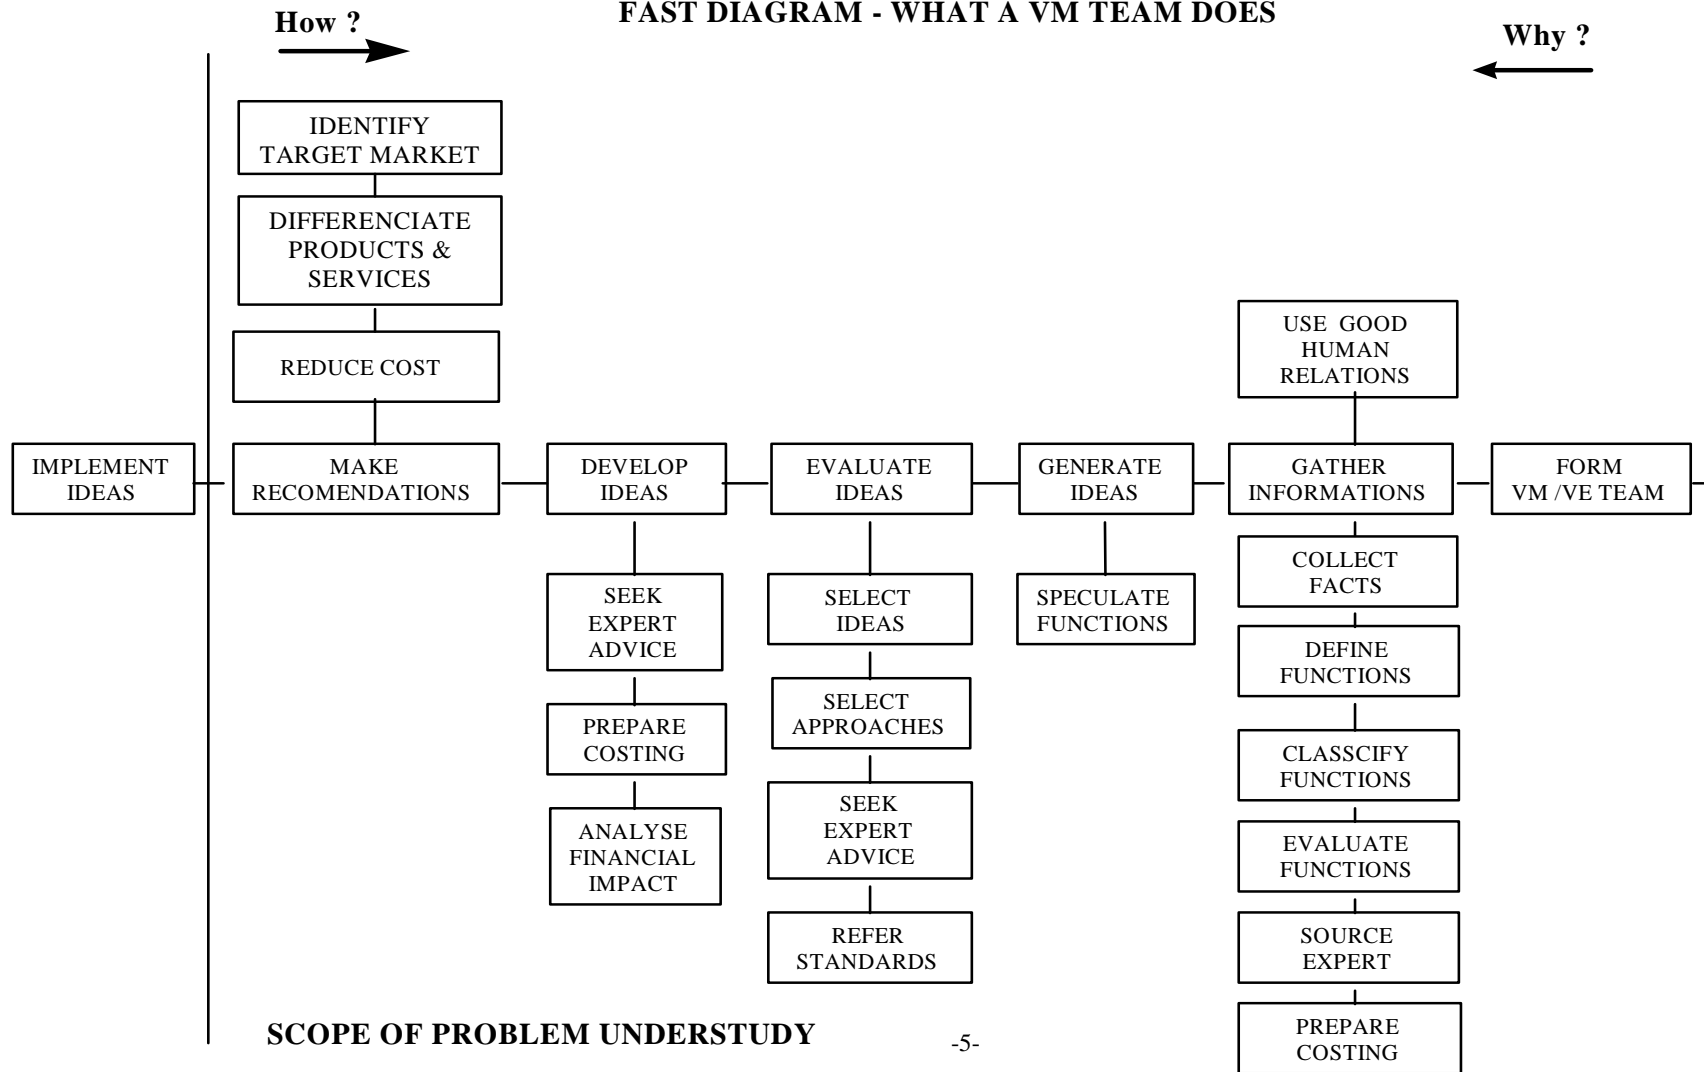 FAST DIAGRAM - WHAT A VM TEAM DOES
How ?
Why ?
IDENTIFY
TARGET MARKET
DIFFERENCIATE
PRODUCTS &
SERVICES
REDUCE COST
USE GOOD
HUMAN
RELATIONS
IMPLEMENT
IDEAS
MAKE
RECOMENDATIONS
DEVELOP
IDEAS
EVALUATE
IDEAS
GENERATE
IDEAS
GATHER
INFORMATIONS
FORM
VM /VE TEAM
SEEK
EXPERT
ADVICE
PREPARE
COSTING
ANALYSE
FINANCIAL
IMPACT
SELECT
IDEAS
SELECT
APPROACHES
SEEK
EXPERT
ADVICE
REFER
STANDARDS
SPECULATE
FUNCTIONS
COLLECT
FACTS
DEFINE
FUNCTIONS
CLASSCIFY
FUNCTIONS
EVALUATE
FUNCTIONS
SOURCE
EXPERT
PREPARE
COSTING
SCOPE OF PROBLEM UNDERSTUDY
-5-